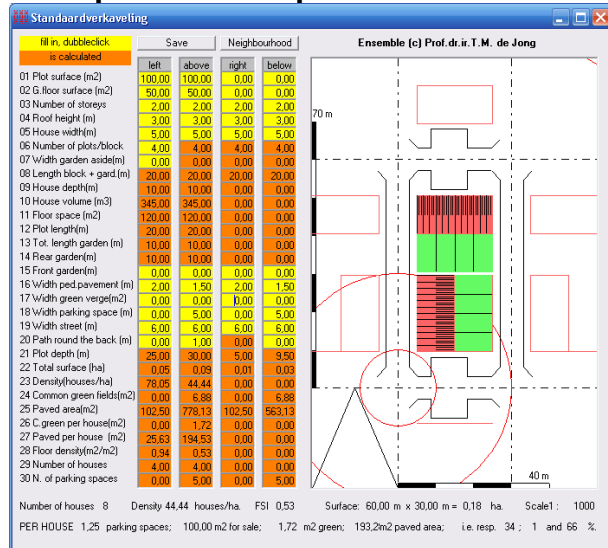 Standaardverkaveling
fill in, dubbleclick Save Neighbourhood Ensemble (c) Prof.dr.ir.T.M. de Jong
is calculated left above right below
01 Plot surface (m2) 100,00 100,00 0,00 0,00
02 G.floor surface (m2) 50,00 50,00 0,00 0,00
03 Number of storeys 2,00 2,00 2,00 2,00
04 Roof height (m) 3,00 3,00 3,00 3,00
05 House width(m) 5,00 5,00 5,00 5,00
06 Number of plots/block 4,00 4,00 4,00 4,00
07 Width garden aside(m) 0,00 0,00 0,00 0,00
08 Length block + gard.(m) 20,00 20,00 20,00 20,00
09 House depth(m) 10,00 10,00 0,00 0,00
10 House volume (m3) 345,00 345,00 0,00 0,00
11 Floor space (m2) 120,00 120,00 0,00 0,00
12 Plot length(m) 20,00 20,00 0,00 0,00
13 Tot. length garden (m) 10,00 10,00 0,00 0,00
14 Rear garden(m) 10,00 10,00 0,00 0,00
15 Front garden(m) 0,00 0,00 0,00 0,00
16 Width ped.pavement (m) 2,00 1,50 2,00 1,50
17 Width green verge(m2) 0,00 0,00 0,00 0,00
18 Width parking space (m) 0,00 5,00 0,00 5,00
19 Width street (m) 6,00 6,00 6,00 6,00
20 Path round the back (m) 0,00 1,00 0,00 0,00
21 Plot depth (m) 25,00 30,00 5,00 9,50
22 Total surface (ha) 0,05 0,09 0,01 0,03
23 Density(houses/ha) 78,05 44,44 0,00 0,00
24 Common green fields(m2) 0,00 6,88 0,00 6,88
25 Paved area(m2) 102,50 778,13 102,50 563,13
26 C.green per house(m2) 0,00 1,72 0,00 0,00
27 Paved per house (m2) 25,63 194,53 0,00 0,00
28 Floor density(m2/m2) 0,94 0,53 0,00 0,00
29 Number of houses 4,00 4,00 0,00 0,00
30 N. of parking spaces 0,00 5,00 0,00 5,00
70 m
40 m
Number of houses 8 Density 44,44 houses/ha. FSI 0,53 Surface: 60,00 m x 30,00 m = 0,18 ha. Scale1 : 1000
PER HOUSE 1,25 parking spaces; 100,00 m2 for sale; 1,72 m2 green; 193,2m2 paved area; i.e. resp. 34 ; 1 and 66 %.